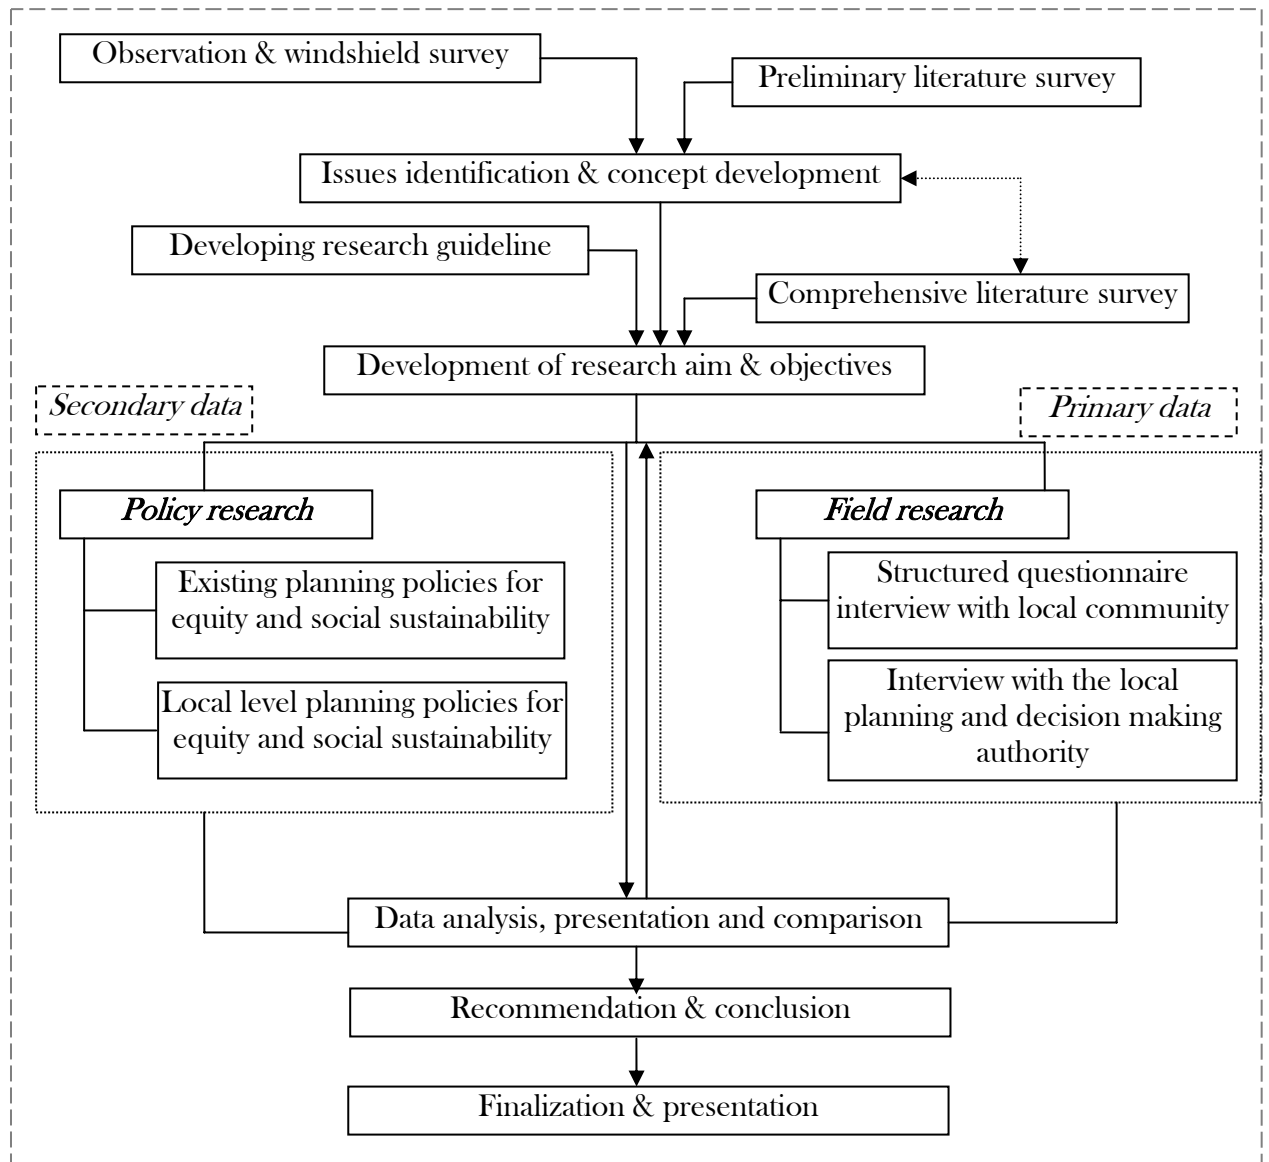 Observation & windshield survey
Preliminary literature survey
Issues identification & concept development
Developing research guideline
Comprehensive literature survey
Development of research aim & objectives
Secondary data
Primary data
Policy research
Field research
Existing planning policies for
equity and social sustainability
Structured questionnaire
interview with local community
Local level planning policies for
equity and social sustainability
Interview with the local
planning and decision making
authority
Data analysis, presentation and comparison
Recommendation & conclusion
Finalization & presentation